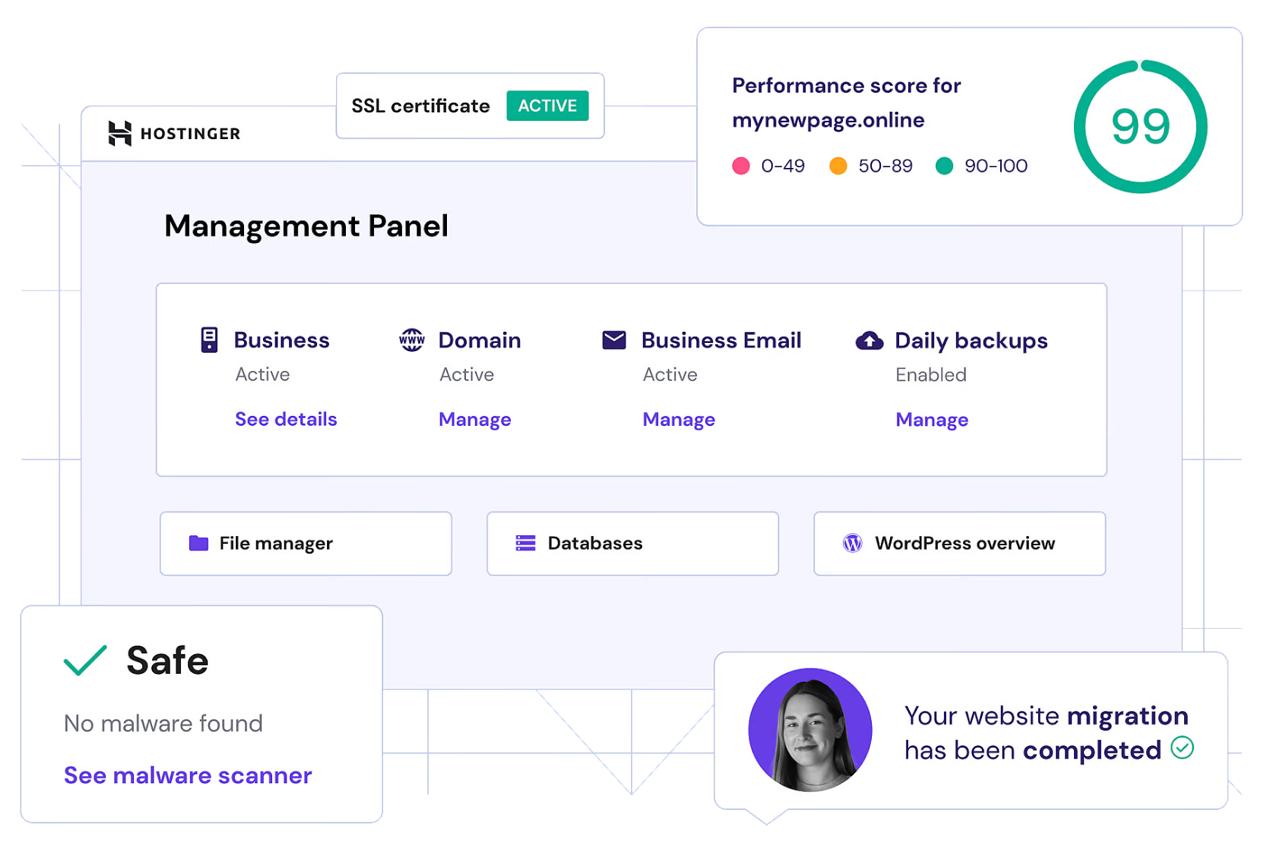 SSL certificate ACTIVE
HOSTINGER
Performance score for
mynewpage.online
0-49 50-89 90-100
99
Management Panel
Business
Active
See details
www Domain
Active
Manage
Business Email
Active
Manage
Daily backups
Enabled
Manage
File manager
Databases
WordPress overview
Safe
No malware found
See malware scanner
Your website migration
has been completed